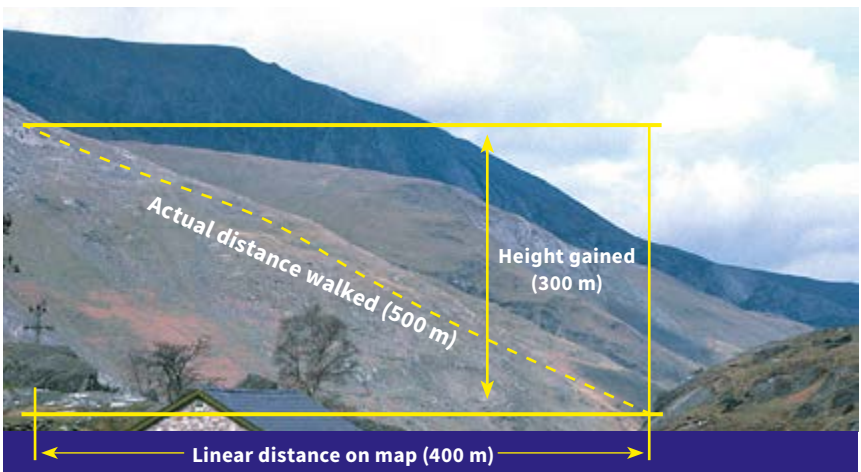 Actual distance walked (500 m)
Height gained
(300 m)
Linear distance on map (400 m)